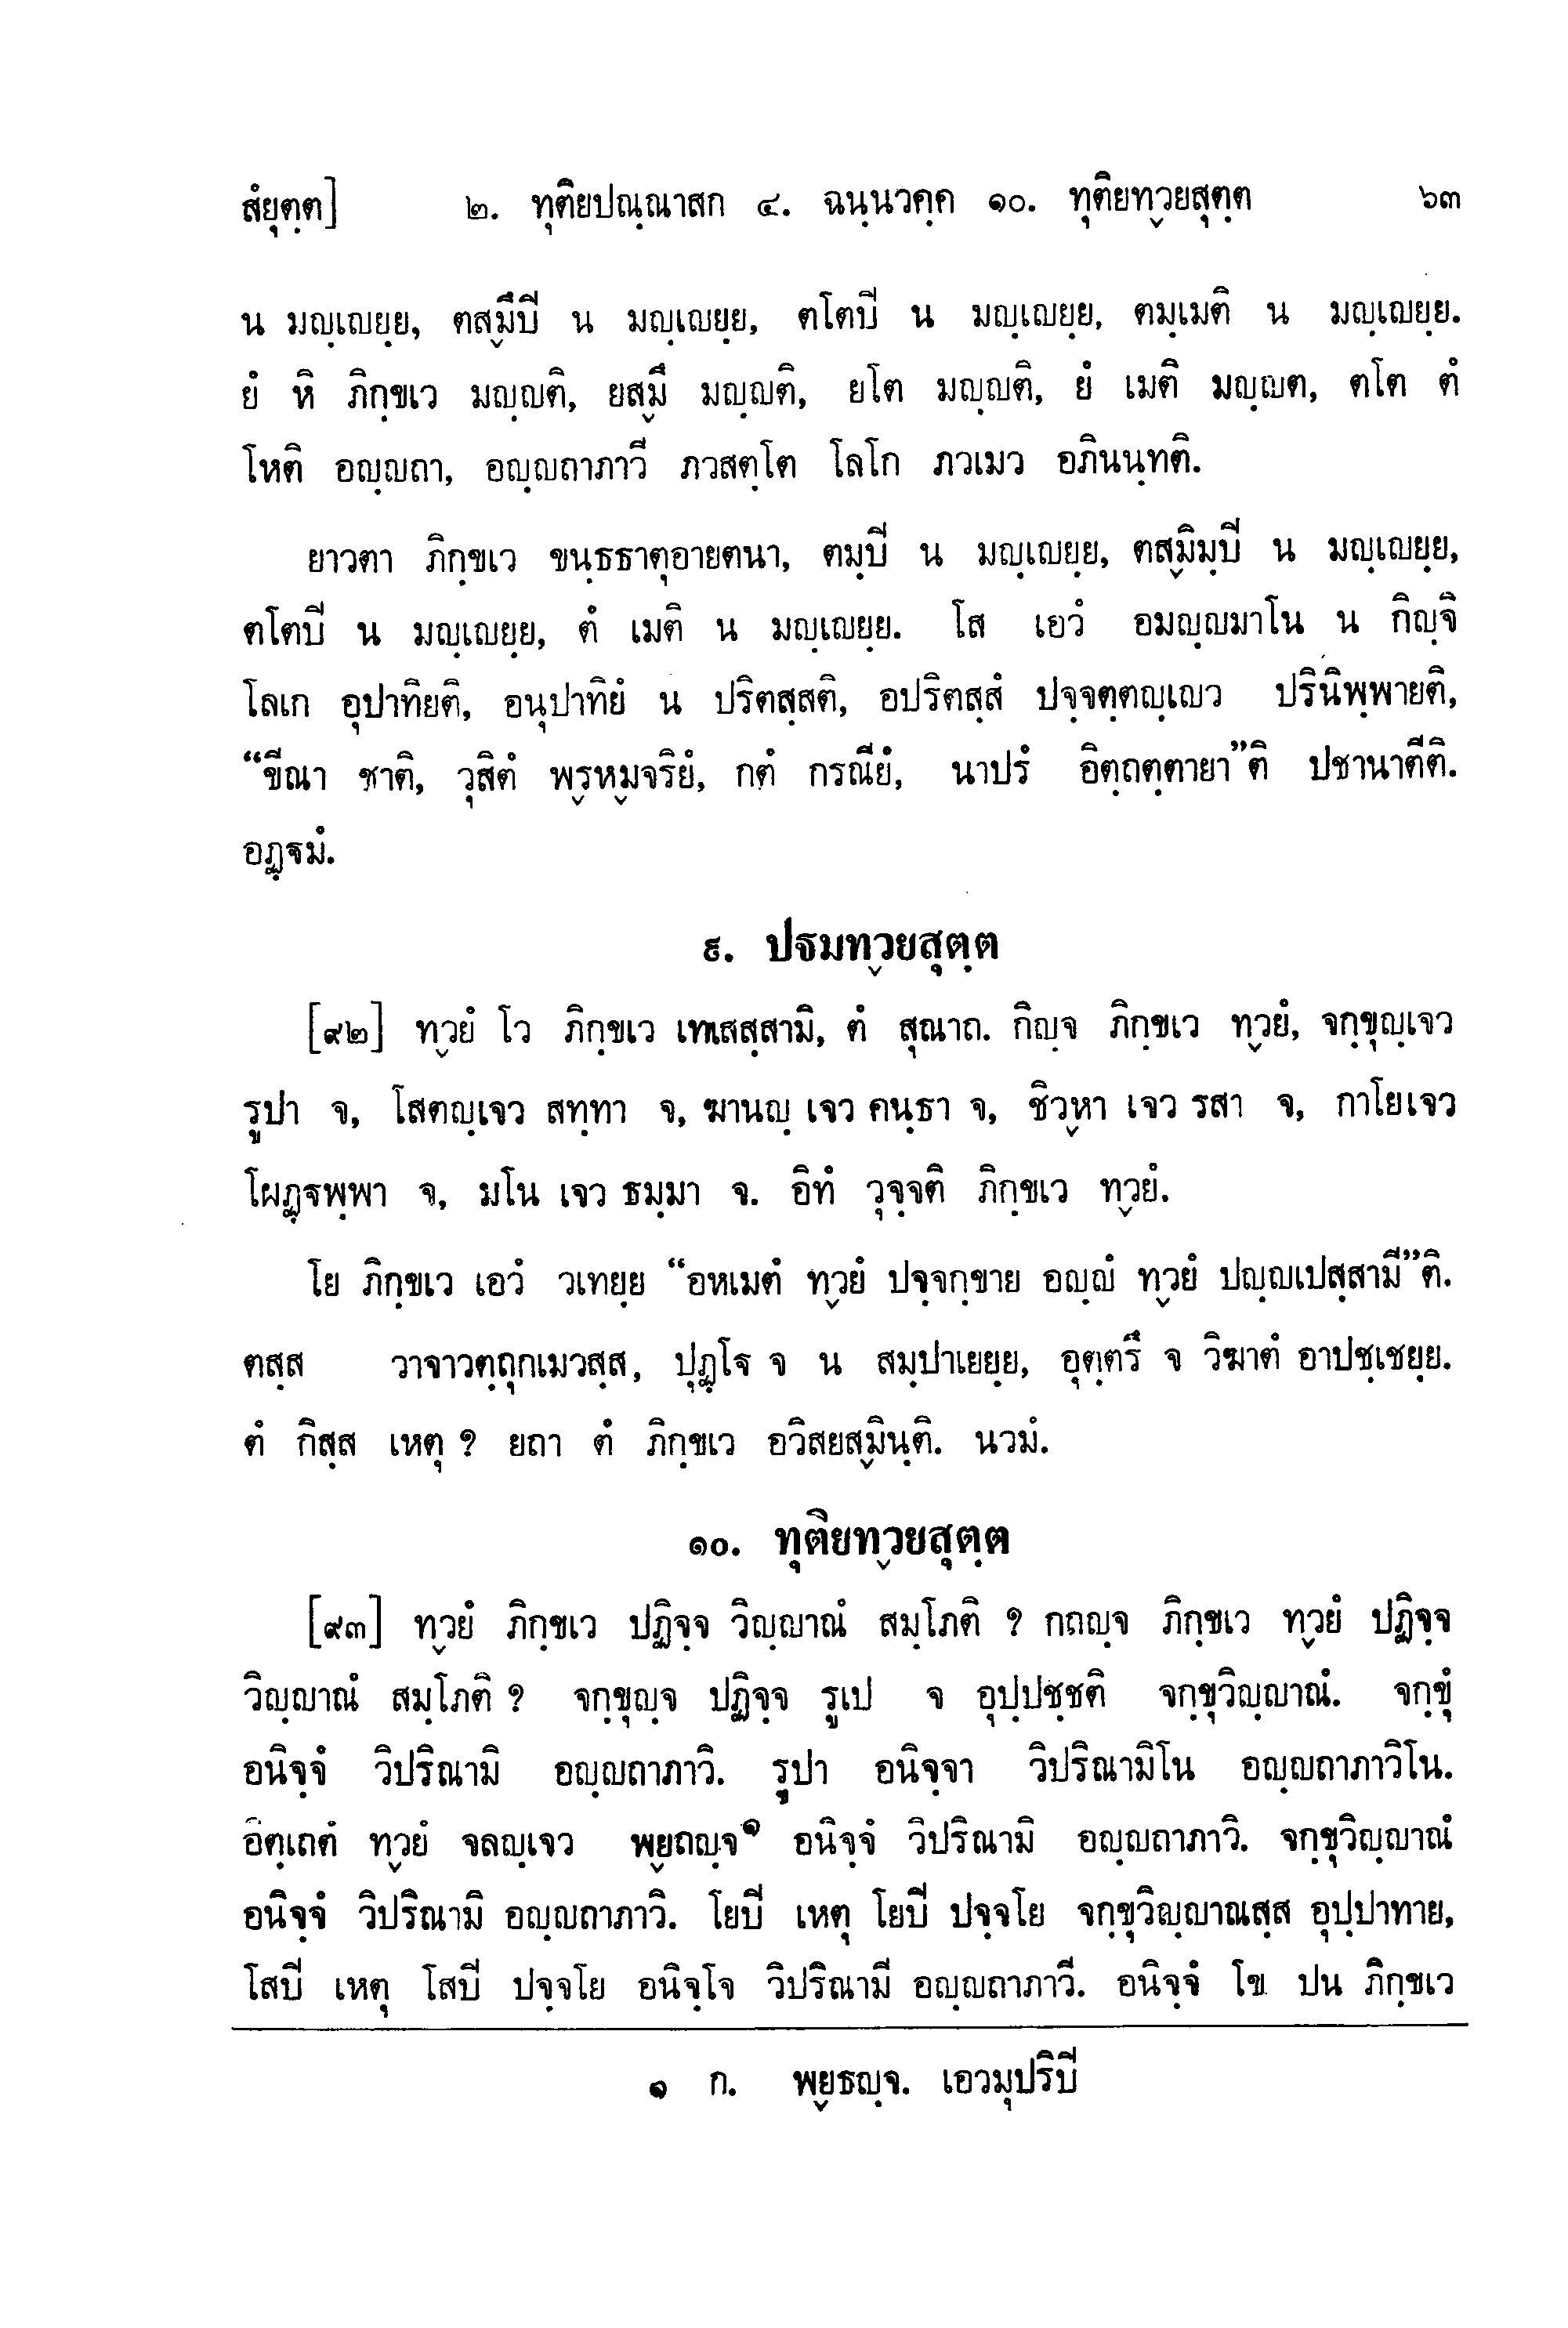 สํยุตฺต] ๒. ทุติยปณฺณาสก ๔. ฉนฺนวคฺค ๑๐. ทุติยทฺวยสุตฺต ๖๓
น มญฺเญยฺย, ตสฺมึปิ น มญฺเญยฺย, ตโตปิ น มญฺเญยฺย, ตมฺเมติ น มญฺเญยฺย.
ยํ หิ ภิกฺขเว มญฺญติ, ยสฺมึ มญฺญติ, ยโต มญฺญติ, ยํ เมติ มญฺญต, ตโต ตํ
โหติ อญฺญถา, อญฺญถาภาวี ภวสตฺโต โลโก ภวเมว อภินนฺทติ.
ยาวตา ภิกฺขเว ขนฺธธาตุอายตนา, ตมฺปิ น มญฺเญยฺย, ตสฺมิมฺปิ น มญฺเญยฺย,
ตโตปิ น มญฺเญยฺย, ตํ เมติ น มญฺเญยฺย. โส เอวํ อมญฺญมาโน น กิญฺจิ
โลเก อุปาทิยติ, อนุปาทิยํ น ปริตสฺสติ, อปริตสฺสํ ปจฺจตฺตญฺเญว ปรินิพฺพายติ,
“ขีณา ชาติ, วุสิตํ พฺรหฺมจริยํ, กตํ กรณียํ, นาปรํ อิตฺถตฺตายา”ติ ปชานาตีติ.
อฏฺฐมํ.
๙. ปฐมทฺวยสุตฺต
[๙๒] ทฺวยํ โว ภิกฺขเว เทเสสฺสามิ, ตํ สุณาถ. กิญฺจ ภิกฺขเว ทฺวยํ, จกฺขุญฺเจว
รูปา จ, โสตญฺเจว สทฺทา จ, ฆานญฺ เจว คนฺธา จ, ชิวฺหา เจว รสา จ, กาโย เจว
โผฏฺฐพฺพา จ, มโน เจว ธมฺมา จ. อิทํ วุจฺจติ ภิกฺขเว ทฺวยํ.
โย ภิกฺขเว เอวํ วเทยฺย “อหเมตํ ทฺวยํ ปจฺจกฺขาย อญฺญํ ทฺวยํ ปญฺญเปสฺสามี”ติ.
ตสฺส วาจาวตฺถุกเมวสฺส, ปุฏฺโฐ จ น สมฺปาเยยฺย, อุตฺตรึ จ วิฆาตํ อาปชฺเชยฺย.
ตํ กิสฺส เหตุ ? ยถา ตํ ภิกฺขเว อวิสยสฺมินฺติ. นวมํ.
๑๐. ทุติยทฺวยสุตฺต
[๙๓] ทฺวยํ ภิกฺขเว ปฏิจฺจ วิญฺญาณํ สมฺโภติ ? กถญฺจ ภิกฺขเว ทฺวยํ ปฏิจฺจ
วิญฺญาณํ สมฺโภติ ? จกฺขุญฺจ ปฏิจฺจ รูเป จ อุปฺปชฺชติ จกฺขุวิญฺญาณํ. จกฺขุํ
อนิจฺจํ วิปริณามิ อญฺญถาภาวิ. รูปา อนิจฺจา วิปริณามิโน อญฺญถาภาวิโน.
อิตฺเถตํ ทฺวยํ จลญฺเจว พฺยถญฺจ๑ อนิจฺจํ วิปริณามิ อญฺญถาภาวิ. จกฺขุวิญฺญาณํ
อนิจฺจํ วิปริณามิ อญฺญถาภาวิ. โยปิ เหตุ โยปิ ปจฺจโย จกฺขุวิญฺญาณสฺส อุปฺปาทาย,
โสปิ เหตุ โสปิ ปจฺจโย อนิจฺโจ วิปริณามี อญฺญถาภาวี. อนิจฺจํ โข ปน ภิกฺขเว
๑ ก. พฺยธญฺจ. เอวมุปริปิ